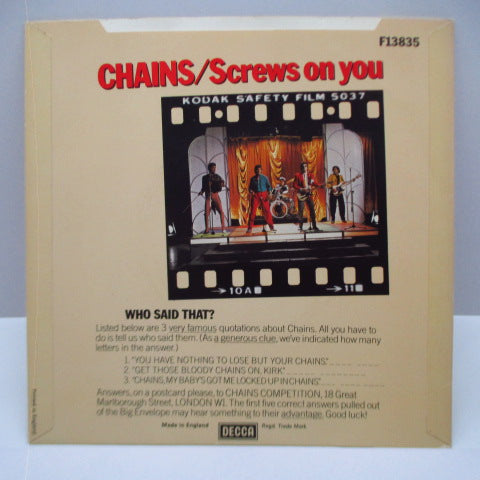 F13835
CHAINS/Screws on you
KODAK SAFETY FILM 5037
10A
11
WHO SAID THAT?
Listed below are 3 very famous quotations about Chains. All you have to
do is tell us who said them. (As a generous clue, we've indicated how many
letters in the answer.)
1. "YOU HAVE NOTHING TO LOSE BUT YOUR CHAINS."
2. "GET THOSE BLOODY CHAINS ON, KIRK"
3. "CHAINS, MY BABY'S GOT ME LOCKED UP IN CHAINS"
Answers, on a postcard please, to CHAINS COMPETITION, 18 Great
Marlborough Street, LONDON W1. The first five correct answers pulled out
of the Big Envelope may hear something to their advantage. Good luck!
Made in England DECCA Regd. Trade Mark